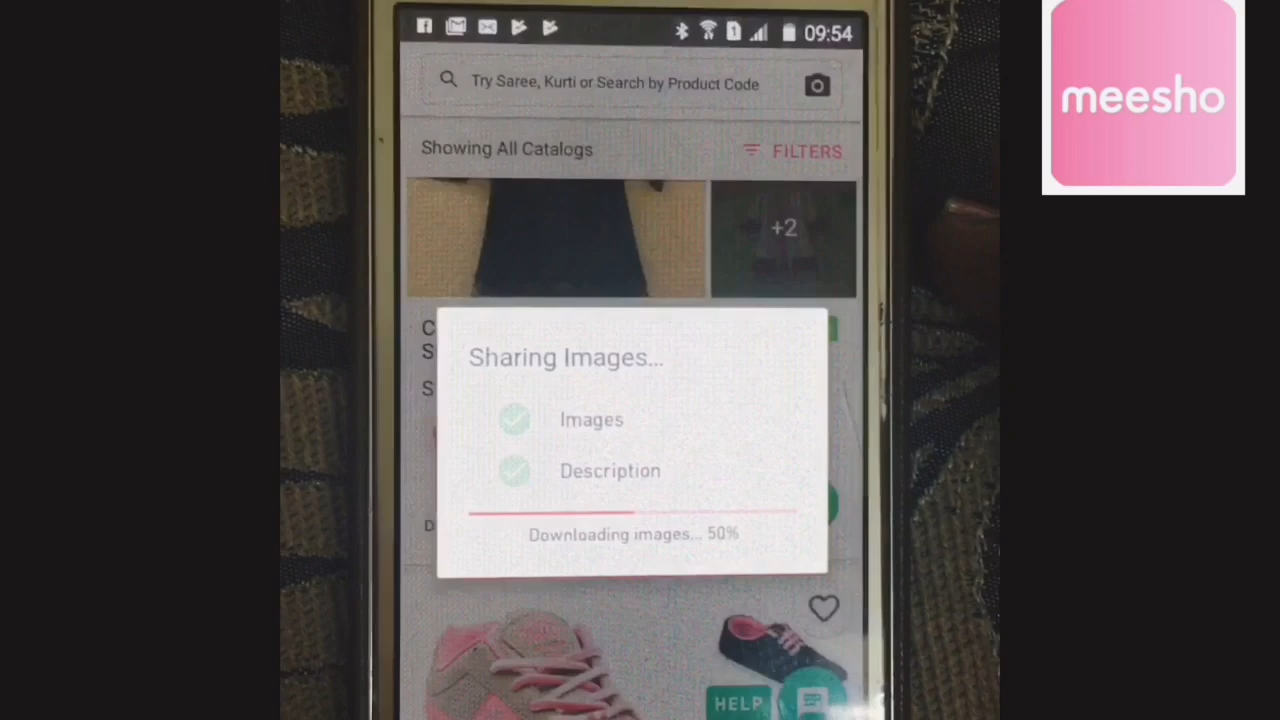 09:54
meesho
Try Saree, Kurti or Search by Product Code
Showing All Catalogs
FILTERS
+2
C
S
Sharing Images...
S
Images
Description
D
Downloading images... 50%
HELP